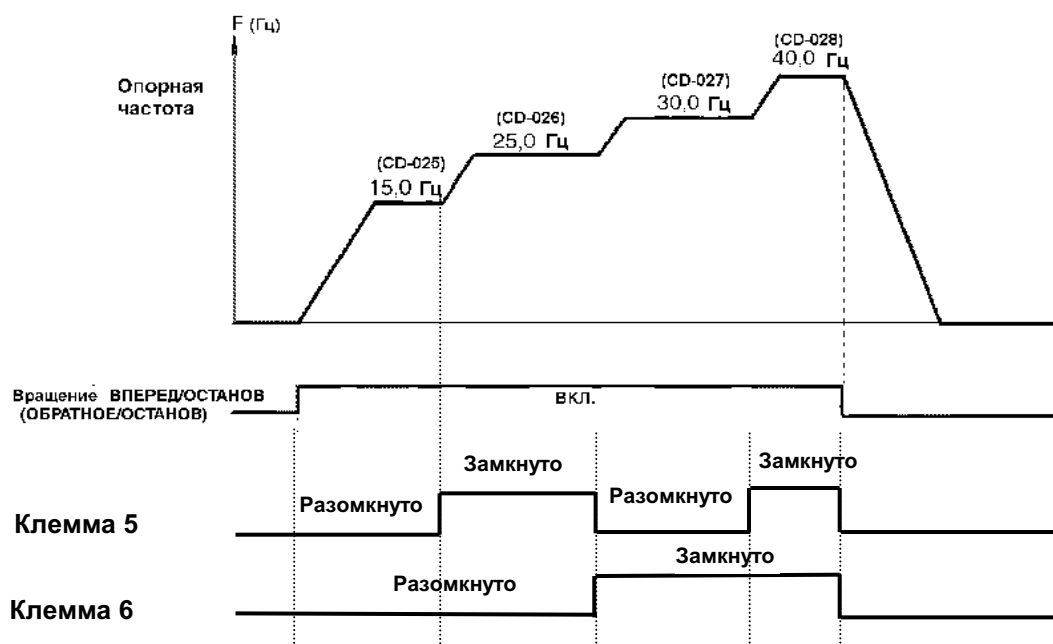 F (Гц)
Опорная
частота
(CD-025)
15,0 Гц
(CD-026)
25,0 Гц
(CD-027)
30,0 Гц
(CD-028)
40,0 Гц
Вращение ВПЕРЕД/ОСТАНОВ
(ОБРАТНОЕ/ОСТАНОВ)
ВКЛ.
Клемма 5
Разомкнуто
Замкнуто
Разомкнуто
Замкнуто
Клемма 6
Разомкнуто
Замкнуто